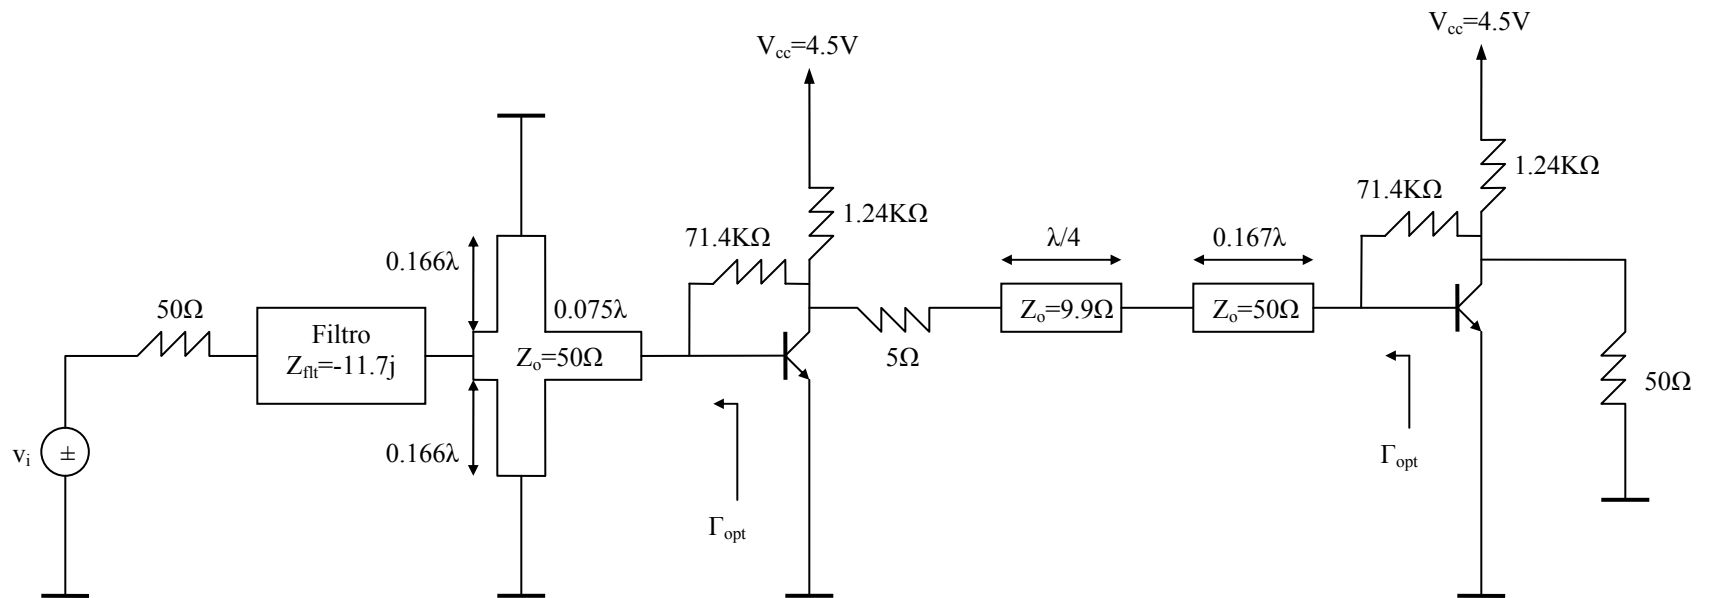 Vcc=4.5V
Vcc=4.5V
1.24KΩ
71.4KΩ
1.24KΩ
71.4KΩ
λ/4
0.167λ
0.166λ
50Ω
0.075λ
Filtro
Zflt=-11.7j
Zo=50Ω
5Ω
Zo=9.9Ω
Zo=50Ω
50Ω
0.166λ
vi
±
Γopt
Γopt